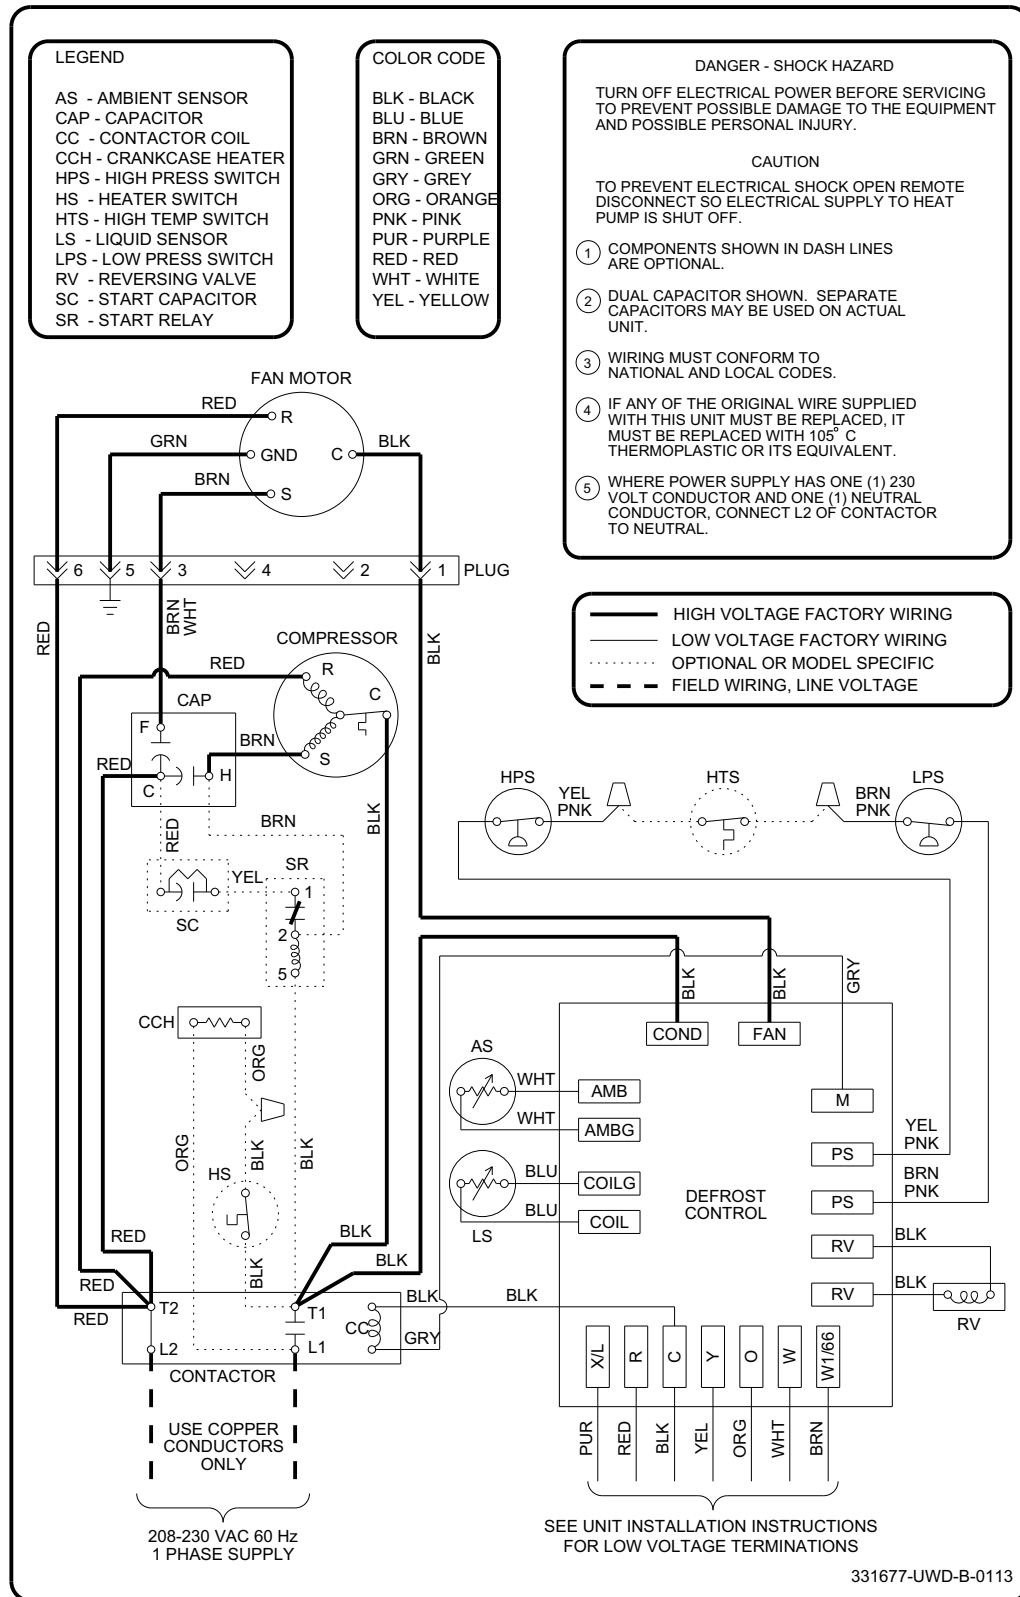 LEGEND
AS - AMBIENT SENSOR
CAP - CAPACITOR
CC - CONTACTOR COIL
CCH - CRANKCASE HEATER
HPS - HIGH PRESS SWITCH
HS - HEATER SWITCH
HTS - HIGH TEMP SWITCH
LS - LIQUID SENSOR
LPS - LOW PRESS SWITCH
RV - REVERSING VALVE
SC - START CAPACITOR
SR - START RELAY
COLOR CODE
BLK - BLACK
BLU - BLUE
BRN - BROWN
GRN - GREEN
GRY - GREY
ORG - ORANGE
PNK - PINK
PUR - PURPLE
RED - RED
WHT - WHITE
YEL - YELLOW
DANGER - SHOCK HAZARD
TURN OFF ELECTRICAL POWER BEFORE SERVICING
TO PREVENT POSSIBLE DAMAGE TO THE EQUIPMENT
AND POSSIBLE PERSONAL INJURY.
CAUTION
TO PREVENT ELECTRICAL SHOCK OPEN REMOTE
DISCONNECT SO ELECTRICAL SUPPLY TO HEAT
PUMP IS SHUT OFF.
1 COMPONENTS SHOWN IN DASH LINES
ARE OPTIONAL.
2 DUAL CAPACITOR SHOWN. SEPARATE
CAPACITORS MAY BE USED ON ACTUAL
UNIT.
3 WIRING MUST CONFORM TO
NATIONAL AND LOCAL CODES.
4 IF ANY OF THE ORIGINAL WIRE SUPPLIED
WITH THIS UNIT MUST BE REPLACED, IT
MUST BE REPLACED WITH 105° C
THERMOPLASTIC OR ITS EQUIVALENT.
5 WHERE POWER SUPPLY HAS ONE (1) 230
VOLT CONDUCTOR AND ONE (1) NEUTRAL
CONDUCTOR, CONNECT L2 OF CONTACTOR
TO NEUTRAL.
HIGH VOLTAGE FACTORY WIRING
LOW VOLTAGE FACTORY WIRING
OPTIONAL OR MODEL SPECIFIC
FIELD WIRING, LINE VOLTAGE
FAN MOTOR
RED
R
GRN
GND
C
BLK
BRN
S
6
5
3
4
2
1
PLUG
RED
BRN
WHT
BLK
COMPRESSOR
RED
R
C
S
CAP
F
BRN
RED
C
H
BLK
RED
BRN
SC
YEL
SR
1
2
5
CCH
ORG
ORG
BLK
BLK
HS
BLK
RED
RED
RED
BLK
BLK
T2
T1
L2
L1
CC
BLK
GRY
BLK
CONTACTOR
USE COPPER
CONDUCTORS
ONLY
208-230 VAC 60 Hz
1 PHASE SUPPLY
HPS
YEL
PNK
HTS
BRN
PNK
LPS
BLK
BLK
GRY
COND
FAN
AS
WHT
AMB
WHT
AMBG
BLU
COILG
BLU
COIL
LS
DEFROST
CONTROL
M
YEL
PNK
PS
BRN
PNK
PS
RV
BLK
RV
BLK
RV
X/L
R
C
Y
O
W
W1/66
PUR
RED
BLK
YEL
ORG
WHT
BRN
SEE UNIT INSTALLATION INSTRUCTIONS
FOR LOW VOLTAGE TERMINATIONS
331677-UWD-B-0113